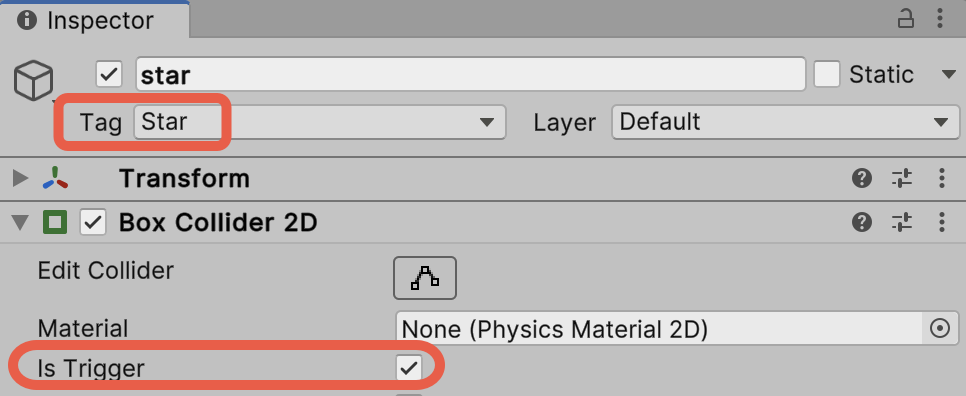 Inspector
star
Static
Tag Star Layer Default
Transform
Box Collider 2D
Edit Collider
Material None (Physics Material 2D)
Is Trigger